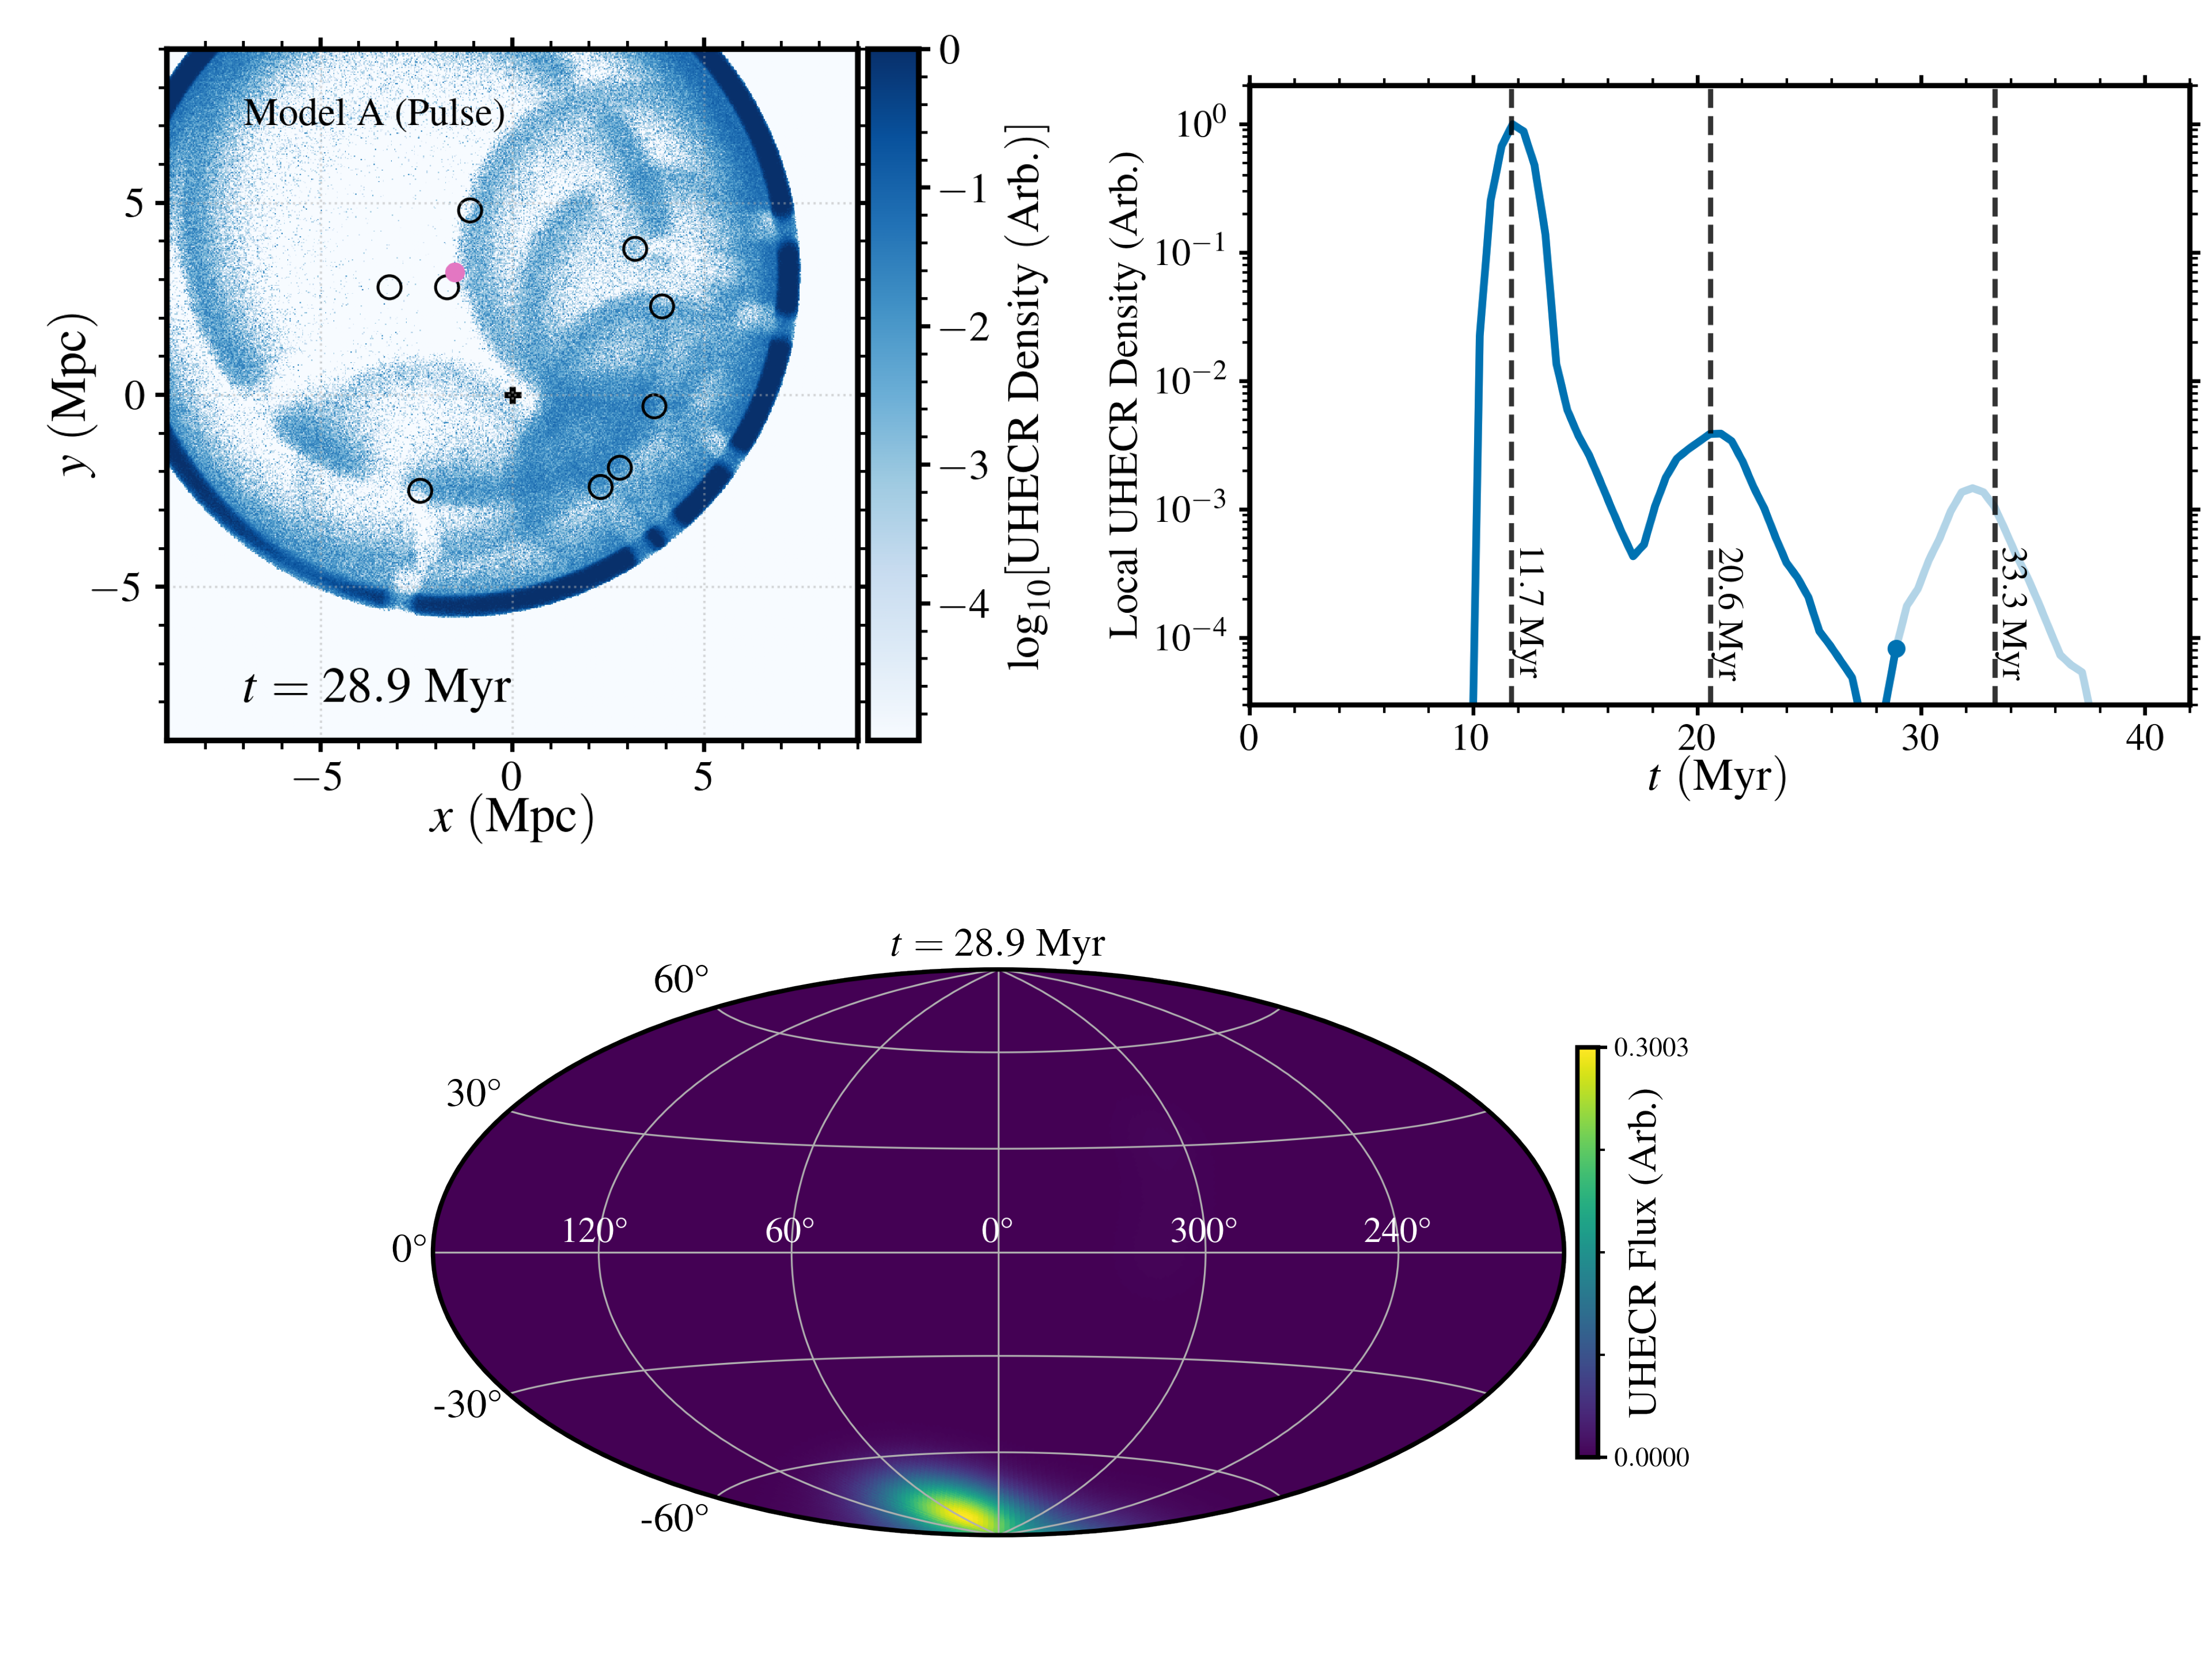 Model A (Pulse)
t = 28.9 Myr
5
0
−5
y (Mpc)
−5
0
5
x (Mpc)
0
−1
−2
−3
−4
log₁₀[UHECR Density (Arb.)]
10⁰
10⁻¹
10⁻²
10⁻³
10⁻⁴
Local UHECR Density (Arb.)
11.7 Myr
20.6 Myr
33.3 Myr
0
10
20
30
40
t (Myr)
t = 28.9 Myr
60°
30°
0°
-30°
-60°
120°
60°
0°
300°
240°
0.3003
0.0000
UHECR Flux (Arb.)